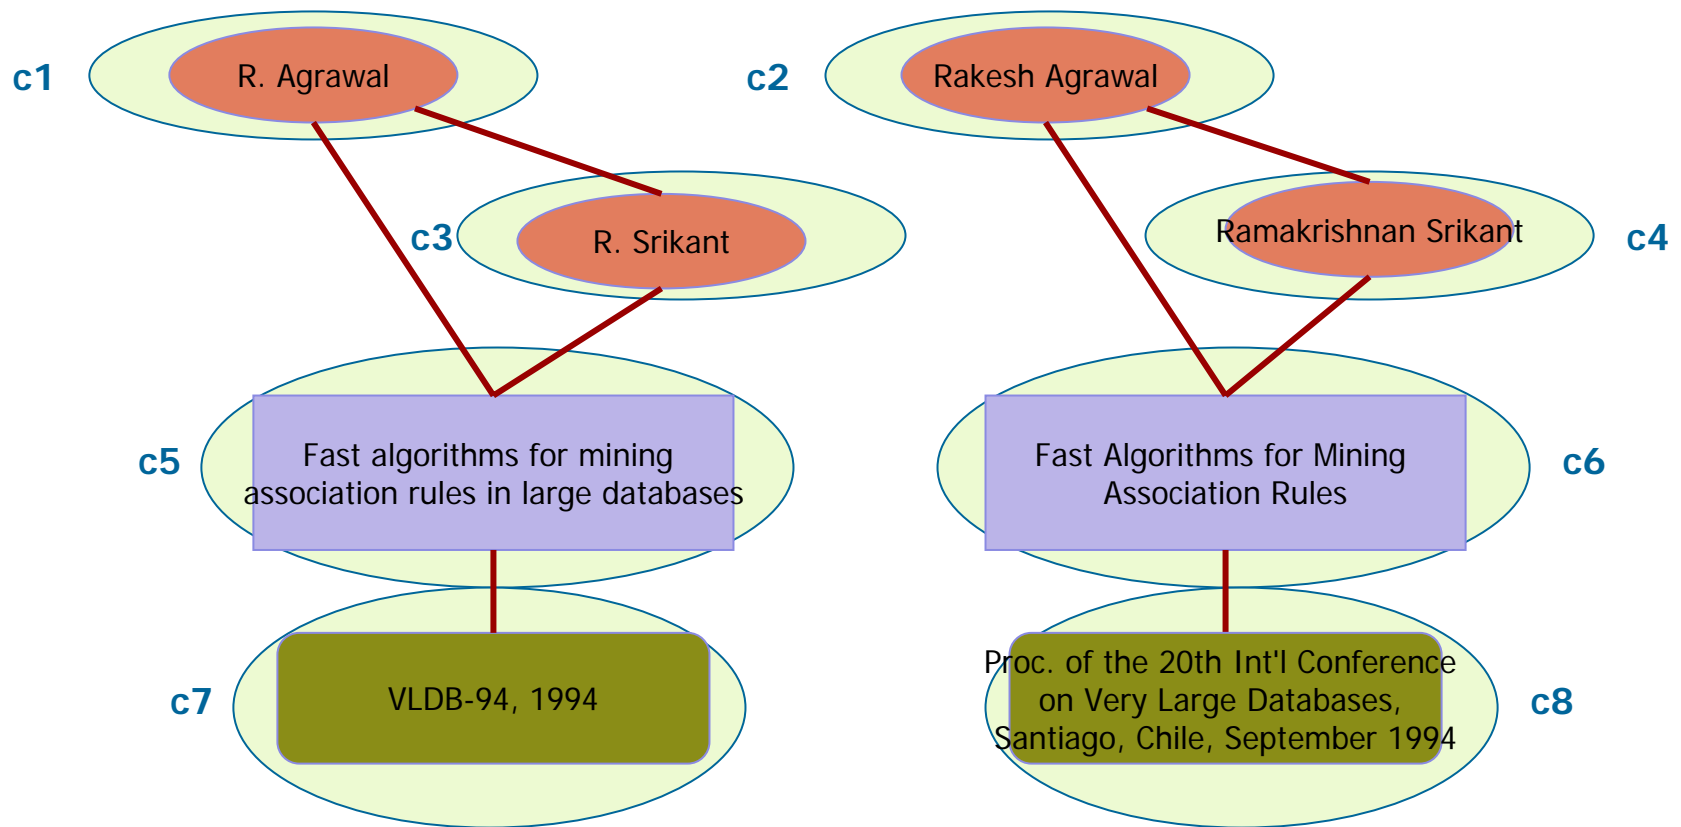 c1
R. Agrawal
c2
Rakesh Agrawal
c3
R. Srikant
Ramakrishnan Srikant
c4
c5
Fast algorithms for mining
association rules in large databases
Fast Algorithms for Mining
Association Rules
c6
c7
VLDB-94, 1994
Proc. of the 20th Int'l Conference
on Very Large Databases,
Santiago, Chile, September 1994
c8